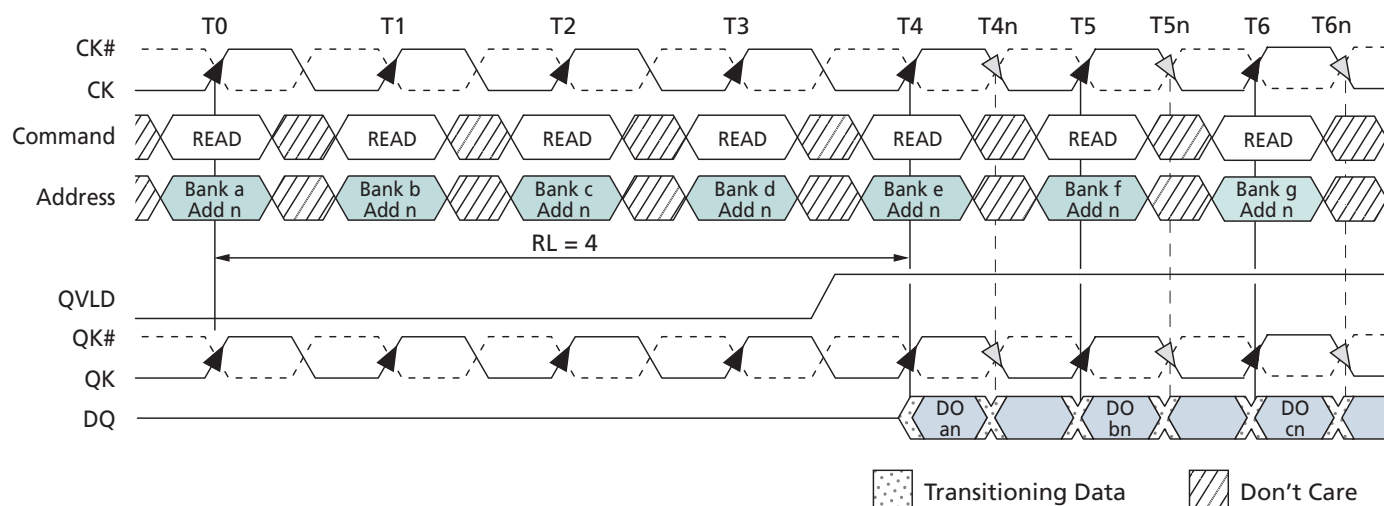 T0 T1 T2 T3 T4 T4n T5 T5n T6 T6n
CK#
CK
Command READ READ READ READ READ READ READ
Address Bank a Bank b Bank c Bank d Bank e Bank f Bank g
Add n Add n Add n Add n Add n Add n Add n
RL = 4
QVLD
QK#
QK
DQ DO DO DO
an bn cn
Transitioning Data Don't Care